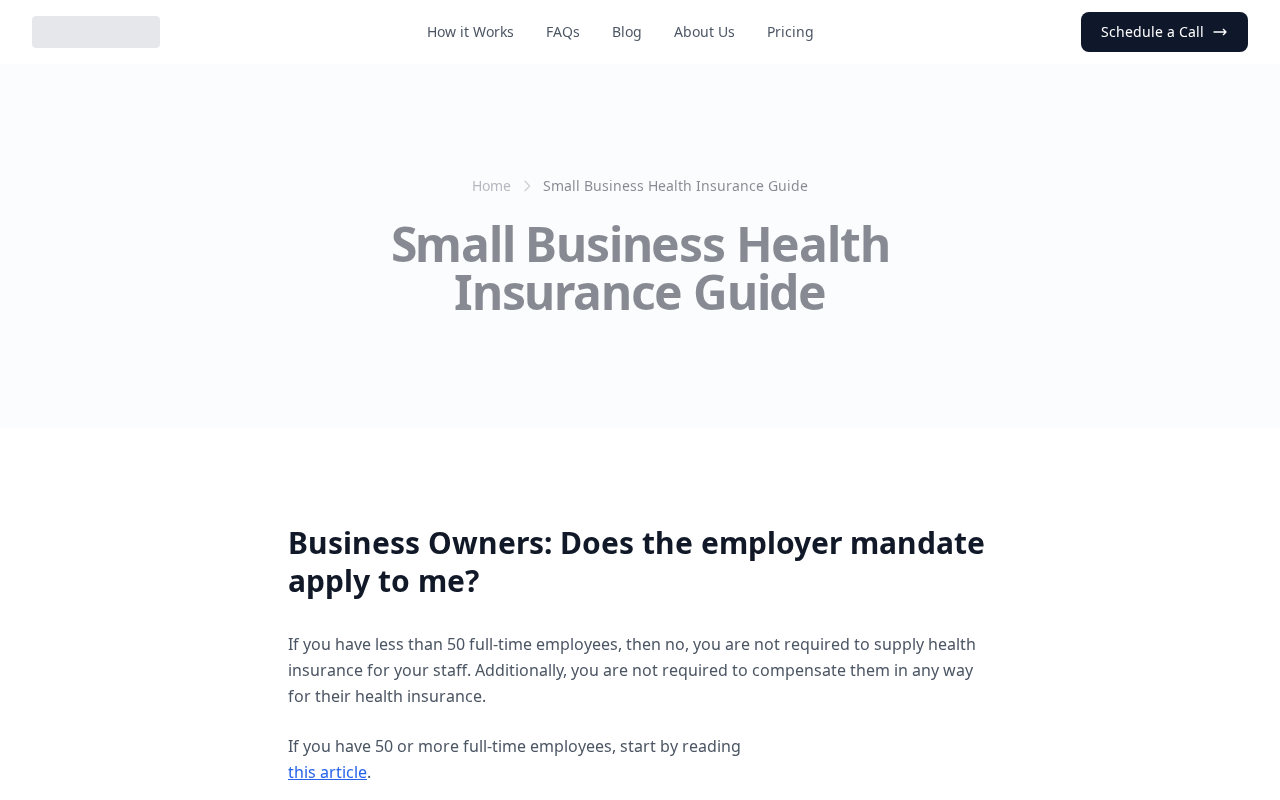 How it Works
FAQs
Blog
About Us
Pricing
Schedule a Call
Home
Small Business Health Insurance Guide
Small Business Health
Insurance Guide
Business Owners: Does the employer mandate
apply to me?
If you have less than 50 full-time employees, then no, you are not required to supply health
insurance for your staff. Additionally, you are not required to compensate them in any way
for their health insurance.
If you have 50 or more full-time employees, start by reading
this article.